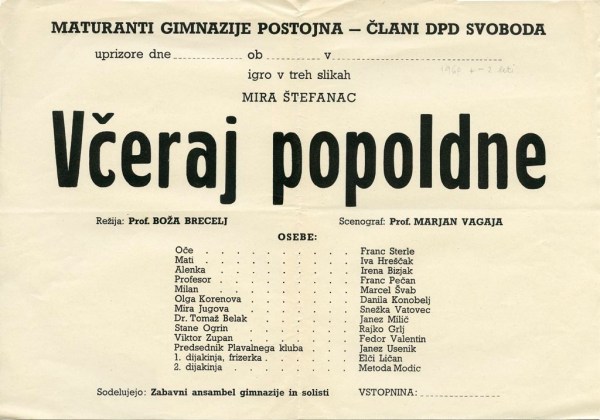 MATURANTI GIMNAZIJE POSTOJNA — ČLANI DPD SVOBODA
uprizore dne ob v
igro v treh slikah
MIRA ŠTEFANAC
Včeraj popoldne
Režija: Prof. BOŽA BRECELJ Scenograf: Prof. MARJAN VAGAJA
OSEBE:
Oče . . . . . . . . . Franc Sterle
Mati . . . . . . . . . Iva Hreščak
Alenka . . . . . . . . . Irena Bizjak
Profesor . . . . . . . . Franc Pečan
Milan . . . . . . . . . Marcel Švab
Olga Korenova . . . . . . . Danila Konobelj
Mira Jugova . . . . . . . Snežka Vatovec
Dr. Tomaž Belak . . . . . . Janez Milič
Stane Ogrin . . . . . . . Rajko Grlj
Viktor Zupan . . . . . . . Fedor Valentin
Predsednik Plavalnega kluba . . . Janez Usenik
1. dijakinja, frizerka . . . . . Elči Ličan
2. dijakinja . . . . . . . Metoda Modic
Sodelujejo: Zabavni ansambel gimnazije in solisti VSTOPNINA: